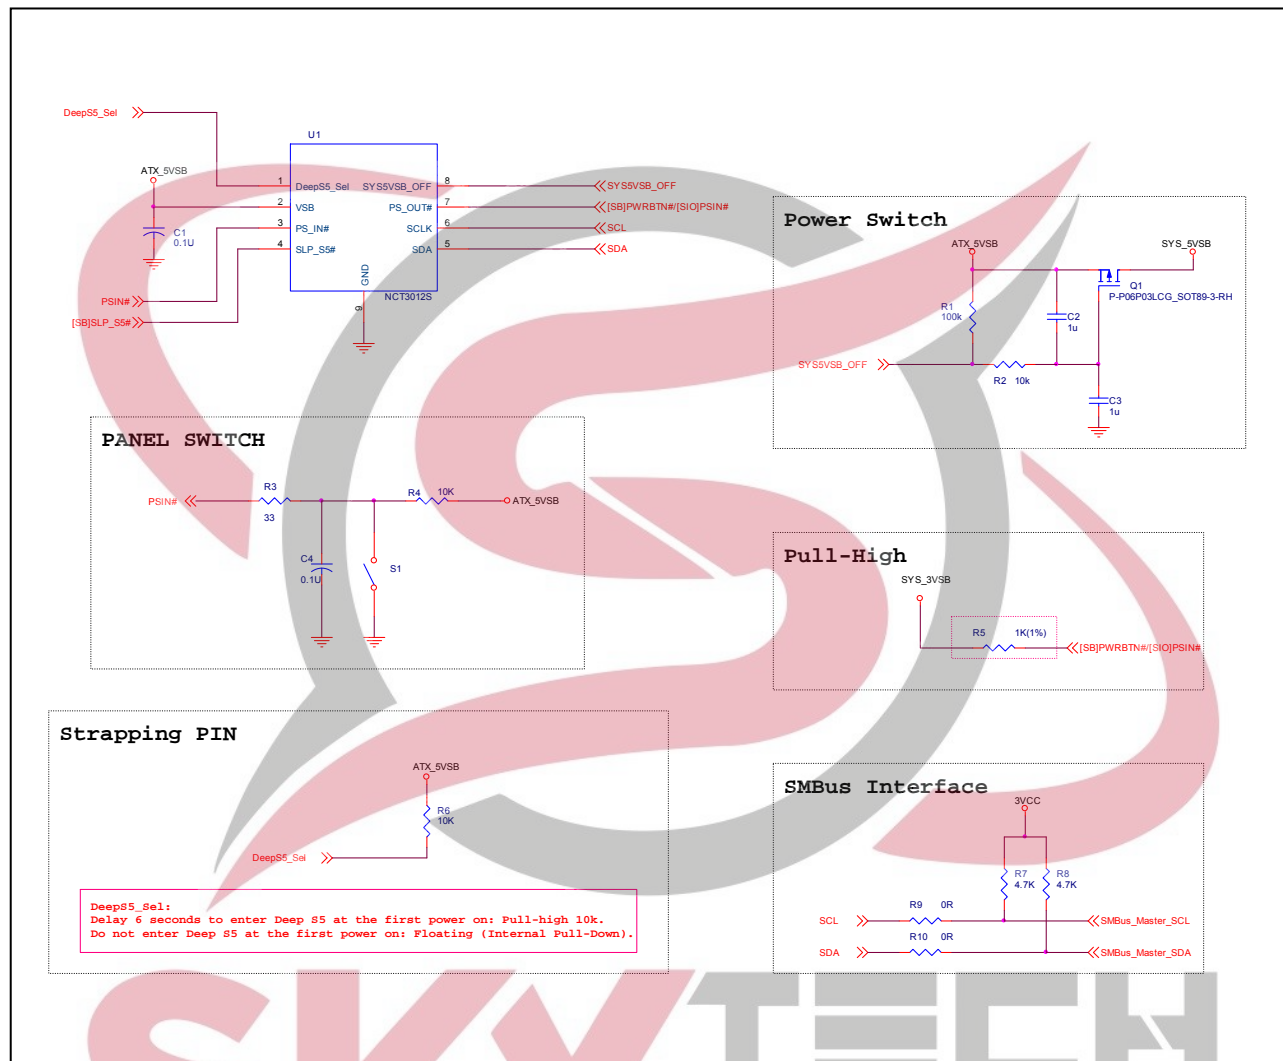 DeepS5_Sel
U1
ATX_5VSB
1 DeepS5_Sel SYS5VSB_OFF 8 SYS5VSB_OFF
2 VSB PS_OUT# 7 [SB]PWRBTN#/[SIO]PSIN#
3 PS_IN# SCLK 6 SCL
4 SLP_S5# SDA 5 SDA
C1
0.1U
GND
NCT3012S
9
PSIN#
[SB]SLP_S5#
Power Switch
ATX_5VSB
SYS_5VSB
Q1
P-P06P03LCG_SOT89-3-RH
R1
100k
C2
1u
SYS5VSB_OFF
R2 10k
C3
1u
PANEL SWITCH
PSIN#
R3
33
R4 10K
ATX_5VSB
C4
0.1U
S1
Pull-High
SYS_3VSB
R5 1K(1%)
[SB]PWRBTN#/[SIO]PSIN#
Strapping PIN
ATX_5VSB
R6
10K
DeepS5_Sel
DeepS5_Sel:
Delay 6 seconds to enter Deep S5 at the first power on: Pull-high 10k.
Do not enter Deep S5 at the first power on: Floating (Internal Pull-Down).
SMBus Interface
3VCC
R7
4.7K
R8
4.7K
SCL R9 0R SMBus_Master_SCL
SDA R10 0R SMBus_Master_SDA
SKYTECH